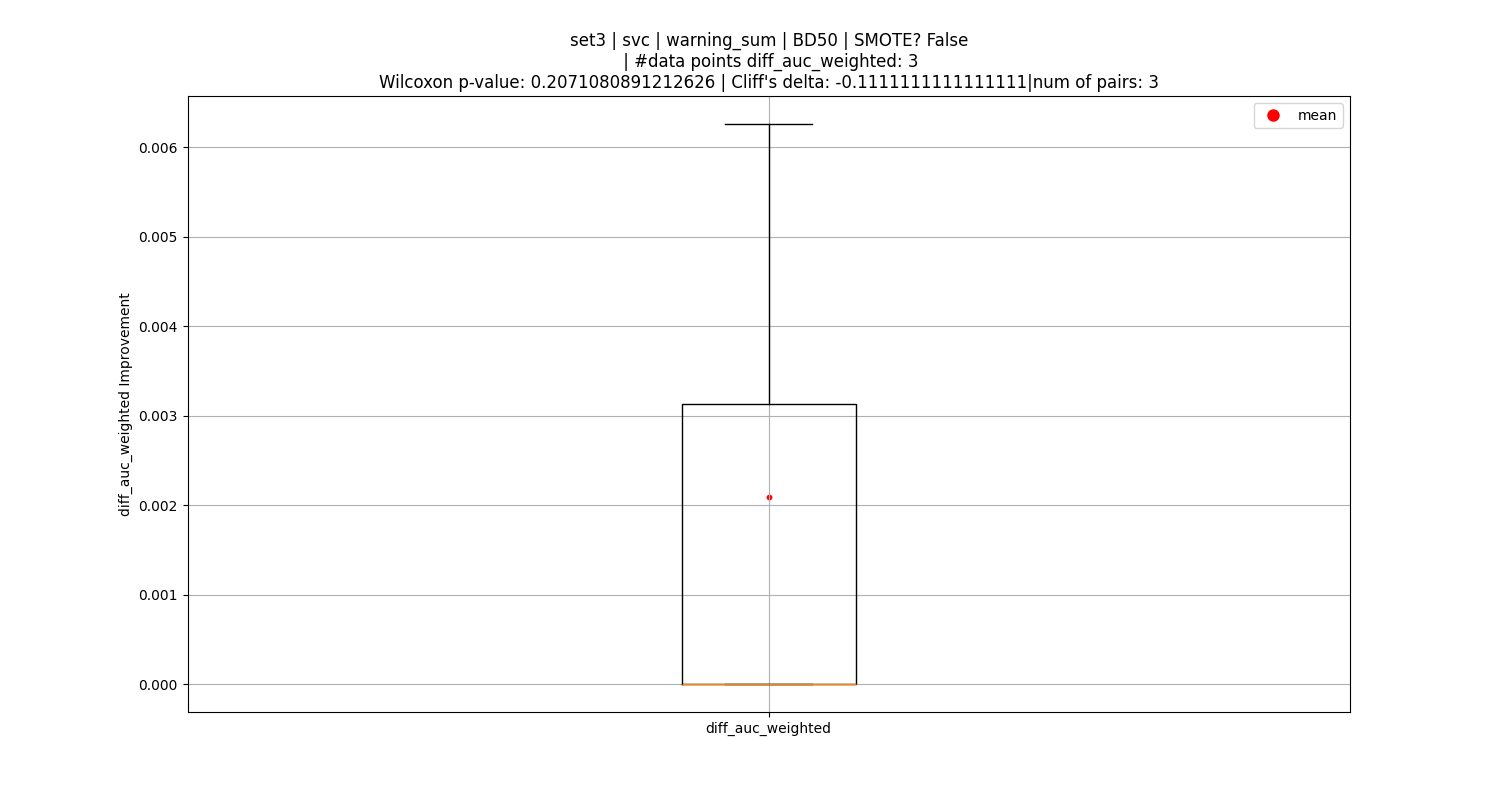 set3 | svc | warning_sum | BD50 | SMOTE? False
| #data points diff_auc_weighted: 3
Wilcoxon p-value: 0.2071080891212626 | Cliff's delta: -0.1111111111111111|num of pairs: 3
mean
0.006
0.005
0.004
0.003
0.002
0.001
0.000
diff_auc_weighted Improvement
diff_auc_weighted